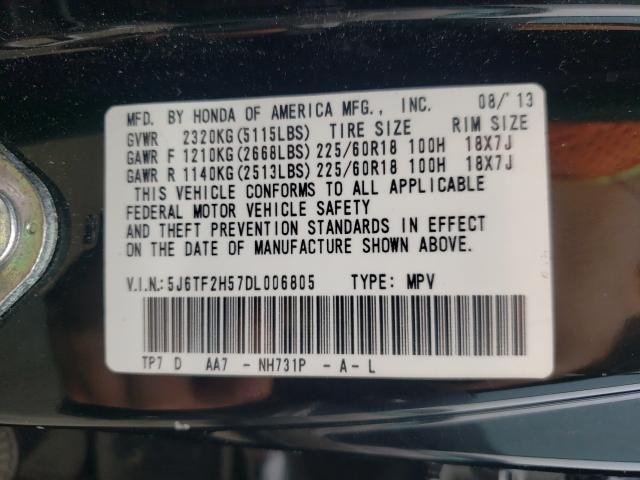 MFD. BY HONDA OF AMERICA MFG., INC. 08/'13
GVWR 2320KG(5115LBS) TIRE SIZE RIM SIZE
GAWR F 1210KG(2668LBS) 225/60R18 100H 18X7J
GAWR R 1140KG(2513LBS) 225/60R18 100H 18X7J
THIS VEHICLE CONFORMS TO ALL APPLICABLE
FEDERAL MOTOR VEHICLE SAFETY
AND THEFT PREVENTION STANDARDS IN EFFECT
ON THE DATE OF MANUFACTURE SHOWN ABOVE.
V.I.N.:5J6TF2H57DL006805 TYPE: MPV
TP7 D AA7 - NH731P - A - L